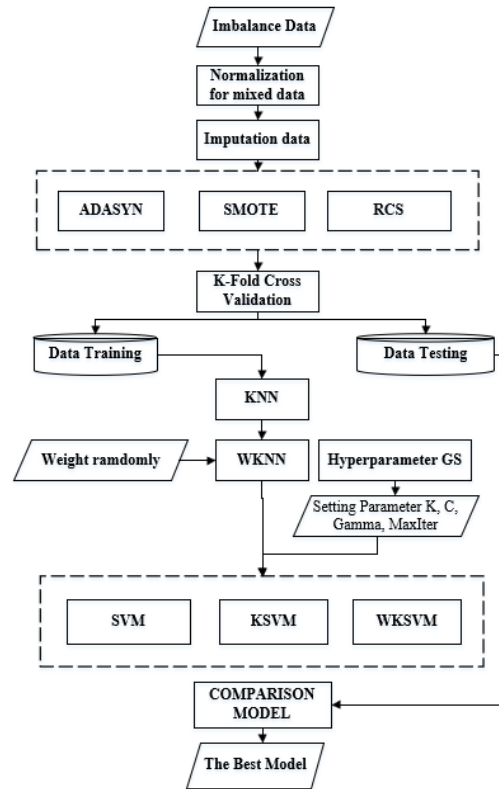 Imbalance Data
Normalization
for mixed data
Imputation data
ADASYN
SMOTE
RCS
K-Fold Cross
Validation
Data Training
Data Testing
KNN
Weight ramdomly
WKNN
Hyperparameter GS
Setting Parameter K, C,
Gamma, MaxIter
SVM
KSVM
WKSVM
COMPARISON
MODEL
The Best Model